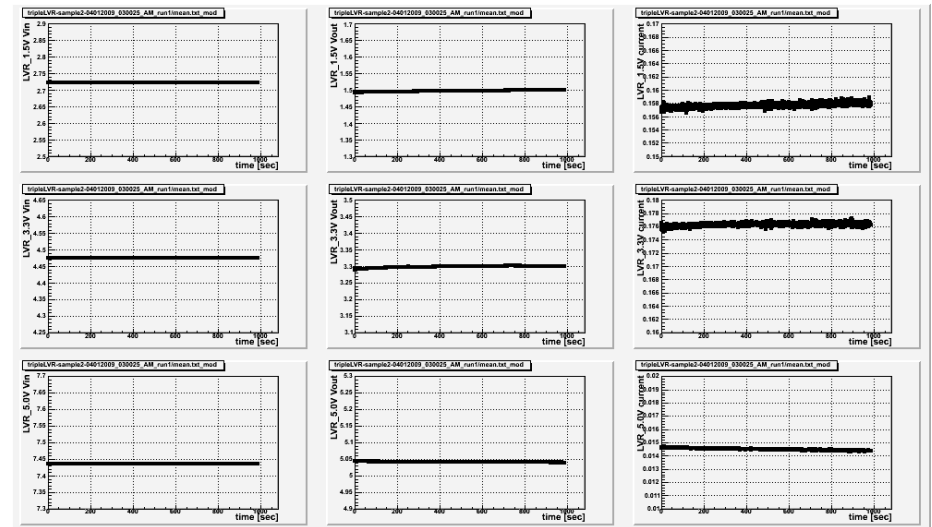 tripleLVR-sample2-04012009_030025_AM_run1/mean.txt_mod
LVR_1.5V Vin
2.9
2.85
2.8
2.75
2.7
2.65
2.6
2.55
2.5
0 200 400 600 800 1000
time [sec]
tripleLVR-sample2-04012009_030025_AM_run1/mean.txt_mod
LVR_1.5V Vout
1.7
1.65
1.6
1.55
1.5
1.45
1.4
1.35
1.3
0 200 400 600 800 1000
time [sec]
tripleLVR-sample2-04012009_030025_AM_run1/mean.txt_mod
LVR_1.5V current
0.17
0.168
0.166
0.164
0.162
0.16
0.158
0.156
0.154
0.152
0.15
0 200 400 600 800 1000
time [sec]
tripleLVR-sample2-04012009_030025_AM_run1/mean.txt_mod
LVR_3.3V Vin
4.65
4.6
4.55
4.5
4.45
4.4
4.35
4.3
4.25
0 200 400 600 800 1000
time [sec]
tripleLVR-sample2-04012009_030025_AM_run1/mean.txt_mod
LVR_3.3V Vout
3.5
3.45
3.4
3.35
3.3
3.25
3.2
3.15
3.1
0 200 400 600 800 1000
time [sec]
tripleLVR-sample2-04012009_030025_AM_run1/mean.txt_mod
LVR_3.3V current
0.18
0.178
0.176
0.174
0.172
0.17
0.168
0.166
0.164
0.162
0.16
0 200 400 600 800 1000
time [sec]
tripleLVR-sample2-04012009_030025_AM_run1/mean.txt_mod
LVR_5.0V Vin
7.7
7.65
7.6
7.55
7.5
7.45
7.4
7.35
7.3
0 200 400 600 800 1000
time [sec]
tripleLVR-sample2-04012009_030025_AM_run1/mean.txt_mod
LVR_5.0V Vout
5.3
5.25
5.2
5.15
5.1
5.05
5
4.95
4.9
0 200 400 600 800 1000
time [sec]
tripleLVR-sample2-04012009_030025_AM_run1/mean.txt_mod
LVR_5.0V current
0.02
0.019
0.018
0.017
0.016
0.015
0.014
0.013
0.012
0.011
0.01
0 200 400 600 800 1000
time [sec]